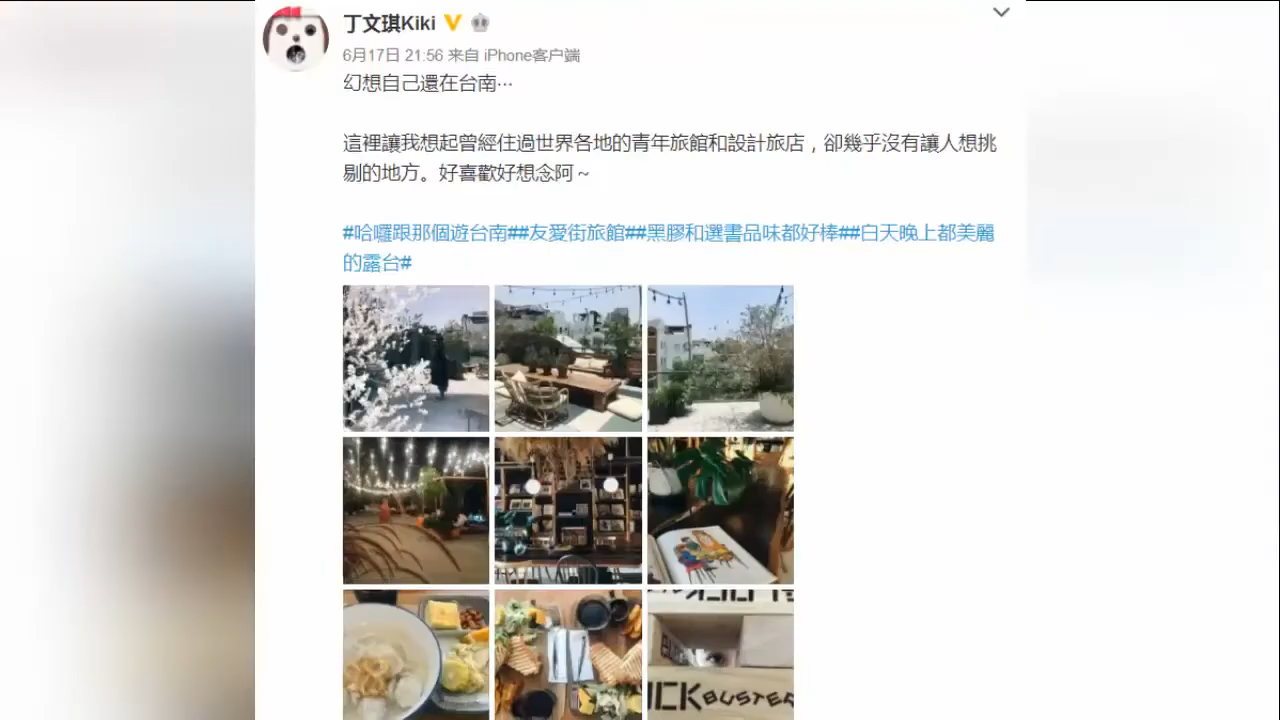 丁文琪Kiki
6月17日 21:56 来自 iPhone客户端
幻想自己還在台南…
這裡讓我想起曾經住過世界各地的青年旅館和設計旅店，卻幾乎沒有讓人想挑
剔的地方。好喜歡好想念阿～
#哈囉跟那個遊台南##友愛街旅館##黑膠和選書品味都好棒##白天晚上都美麗
的露台#
BUSTER